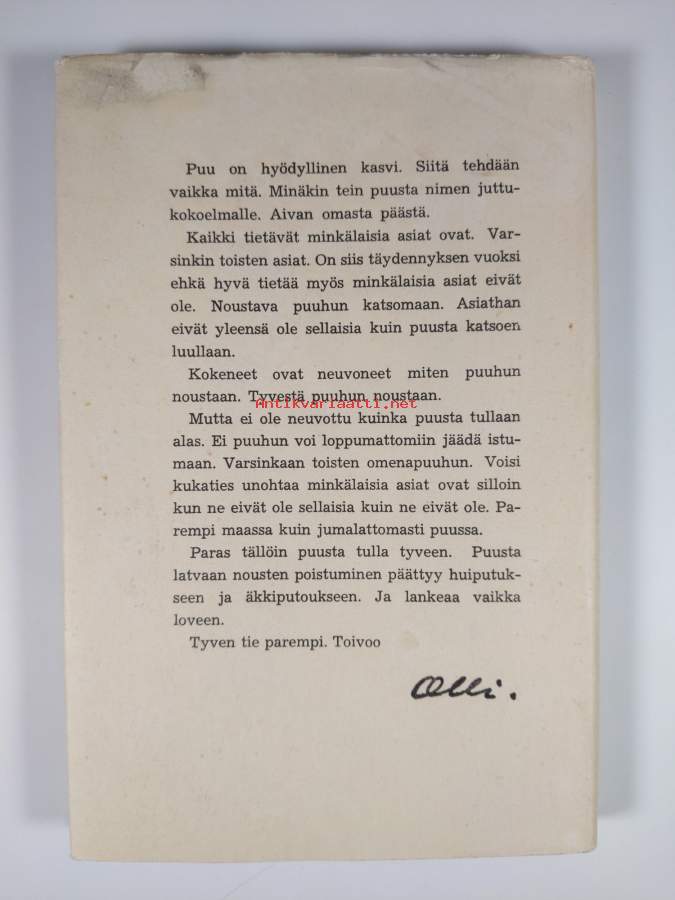 Puu on hyödyllinen kasvi. Siitä tehdään
vaikka mitä. Minäkin tein puusta nimen juttu-
kokoelmalle. Aivan omasta päästä.
Kaikki tietävät minkälaisia asiat ovat. Var-
sinkin toisten asiat. On siis täydennyksen vuoksi
ehkä hyvä tietää myös minkälaisia asiat eivät
ole. Noustava puuhun katsomaan. Asiathan
eivät yleensä ole sellaisia kuin puusta katsoen
luullaan.
Kokeneet ovat neuvoneet miten puuhun
noustaan. Tyvestä puuhun noustaan.
Antikvariaatti.net
Mutta ei ole neuvottu kuinka puusta tullaan
alas. Ei puuhun voi loppumattomiin jäädä istu-
maan. Varsinkaan toisten omenapuuhun. Voisi
kukaties unohtaa minkälaisia asiat ovat silloin
kun ne eivät ole sellaisia kuin ne eivät ole. Pa-
rempi maassa kuin jumalattomasti puussa.
Paras tällöin puusta tulla tyveen. Puusta
latvaan nousten poistuminen päättyy huiputuk-
seen ja äkkiputoukseen. Ja lankeaa vaikka
loveen.
Tyven tie parempi. Toivoo
Olli.